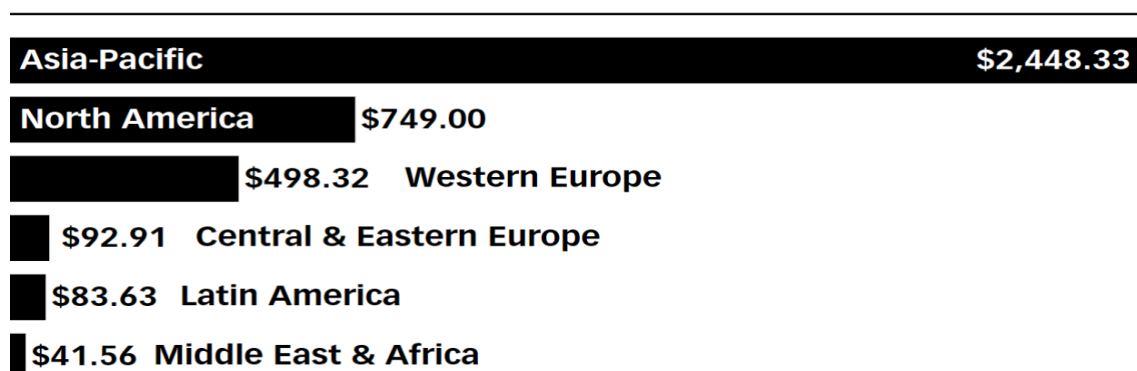 Asia-Pacific $2,448.33
North America $749.00
$498.32 Western Europe
$92.91 Central & Eastern Europe
$83.63 Latin America
$41.56 Middle East & Africa